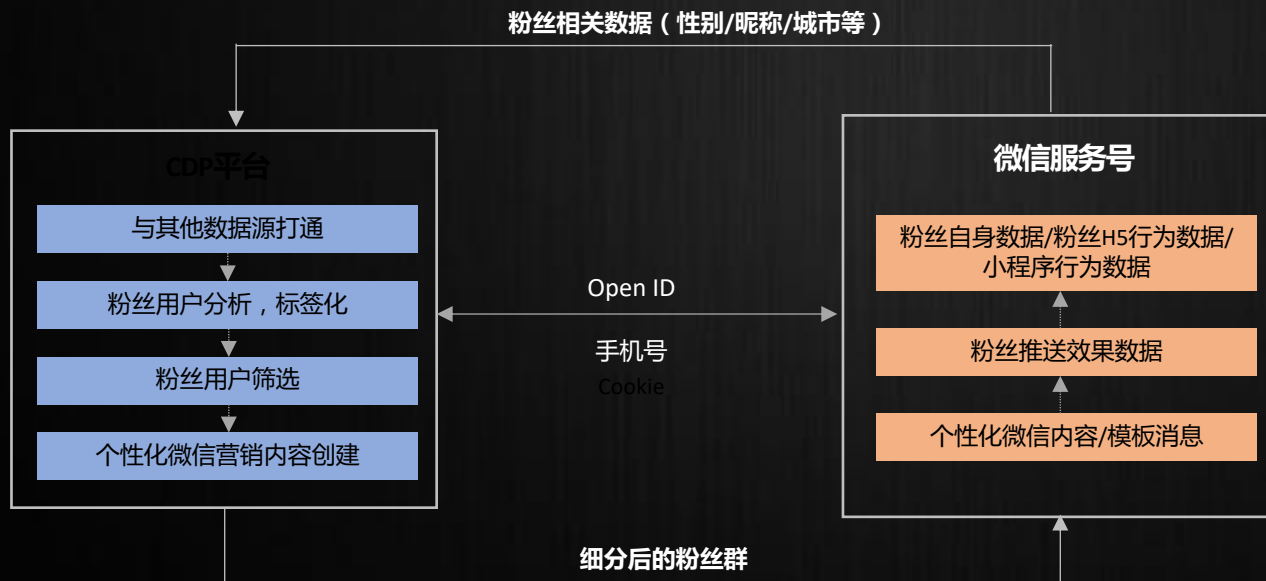 粉丝相关数据（性别/昵称/城市等）
CDP平台
与其他数据源打通
粉丝用户分析，标签化
粉丝用户筛选
个性化微信营销内容创建
Open ID
手机号
Cookie
微信服务号
粉丝自身数据/粉丝H5行为数据/
小程序行为数据
粉丝推送效果数据
个性化微信内容/模板消息
细分后的粉丝群